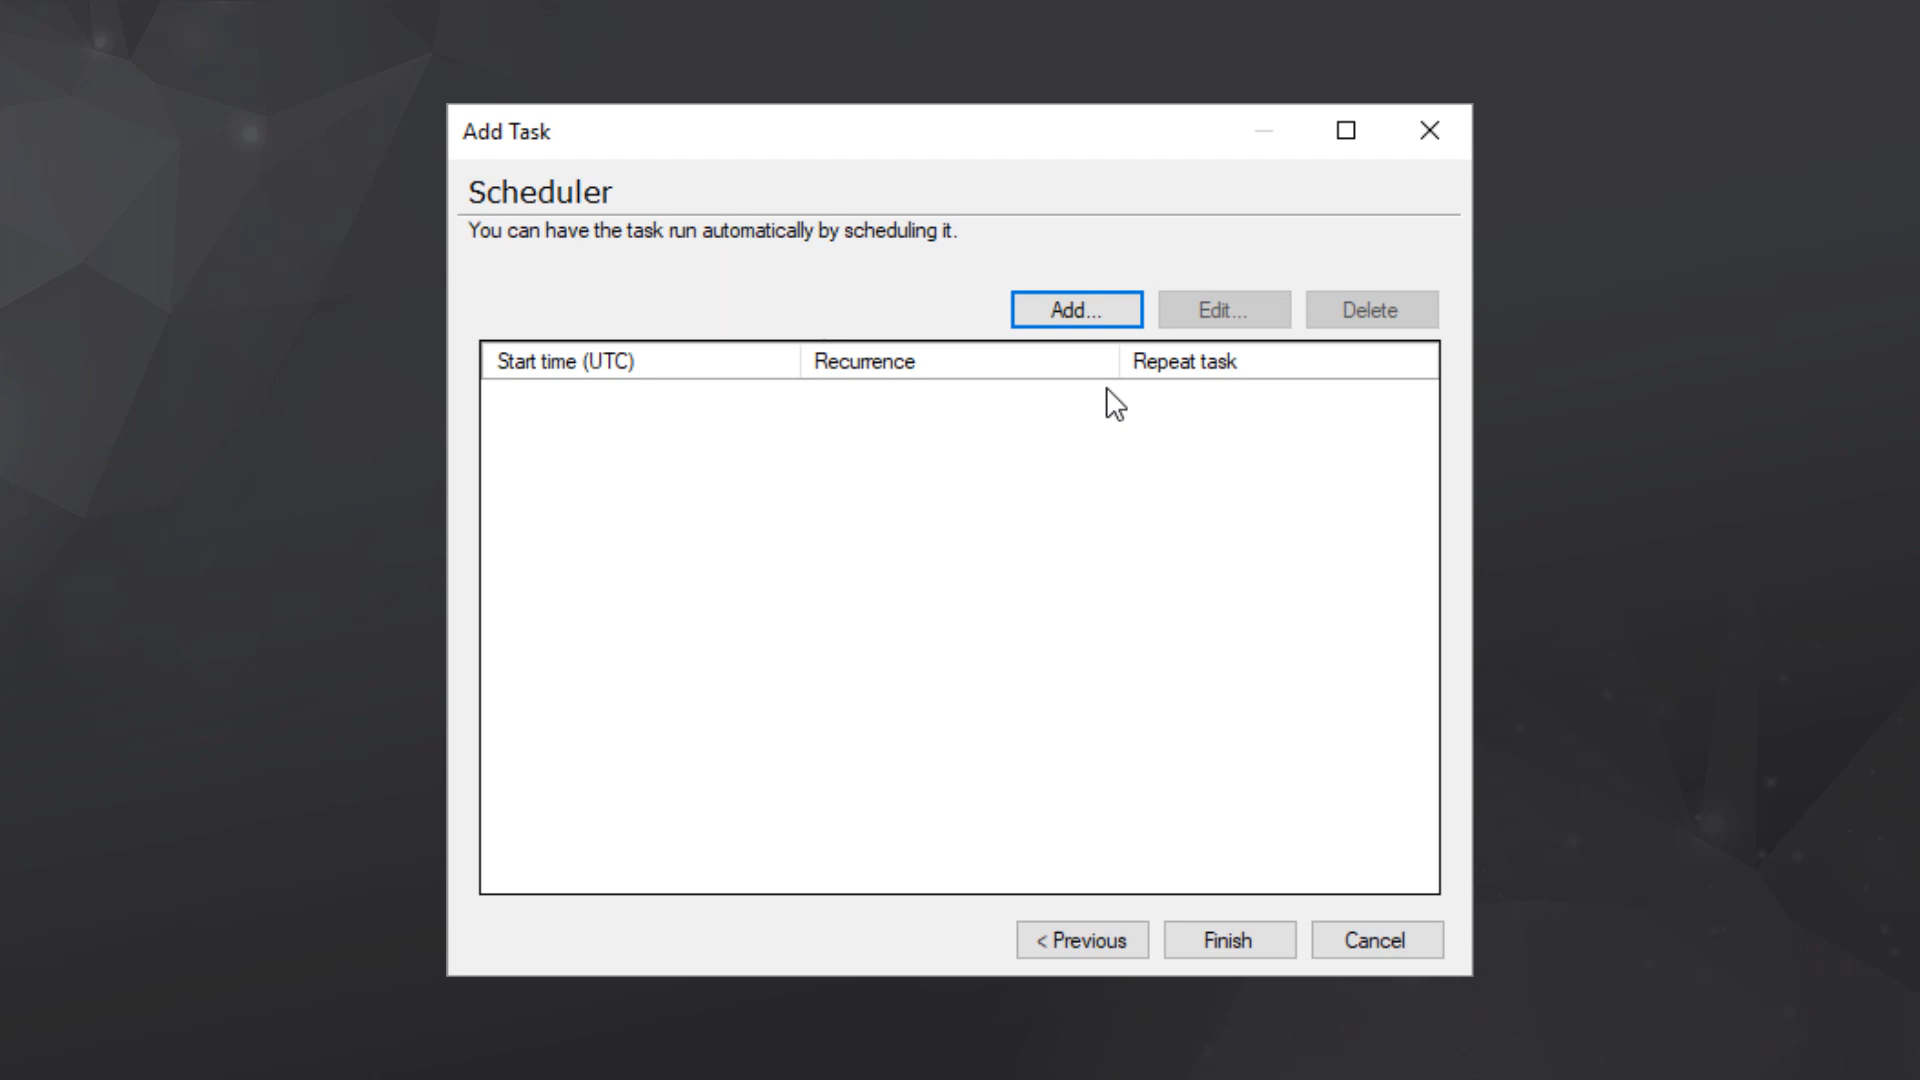 Add Task
Scheduler
You can have the task run automatically by scheduling it.
Add... Edit... Delete
Start time (UTC) Recurrence Repeat task
< Previous Finish Cancel